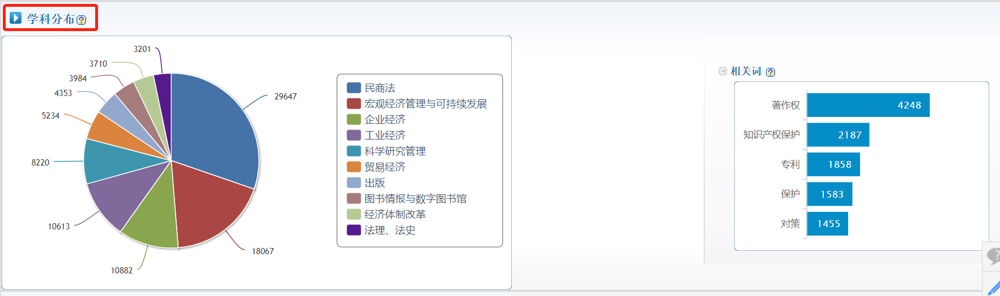 学科分布?
3201
3710
3984
4353
5234
8220
10613
10882
18067
29647
民商法
宏观经济管理与可持续发展
企业经济
工业经济
科学研究管理
贸易经济
出版
图书情报与数字图书馆
经济体制改革
法理、法史
相关词 ?
著作权 4248
知识产权保护 2187
专利 1858
保护 1583
对策 1455
?